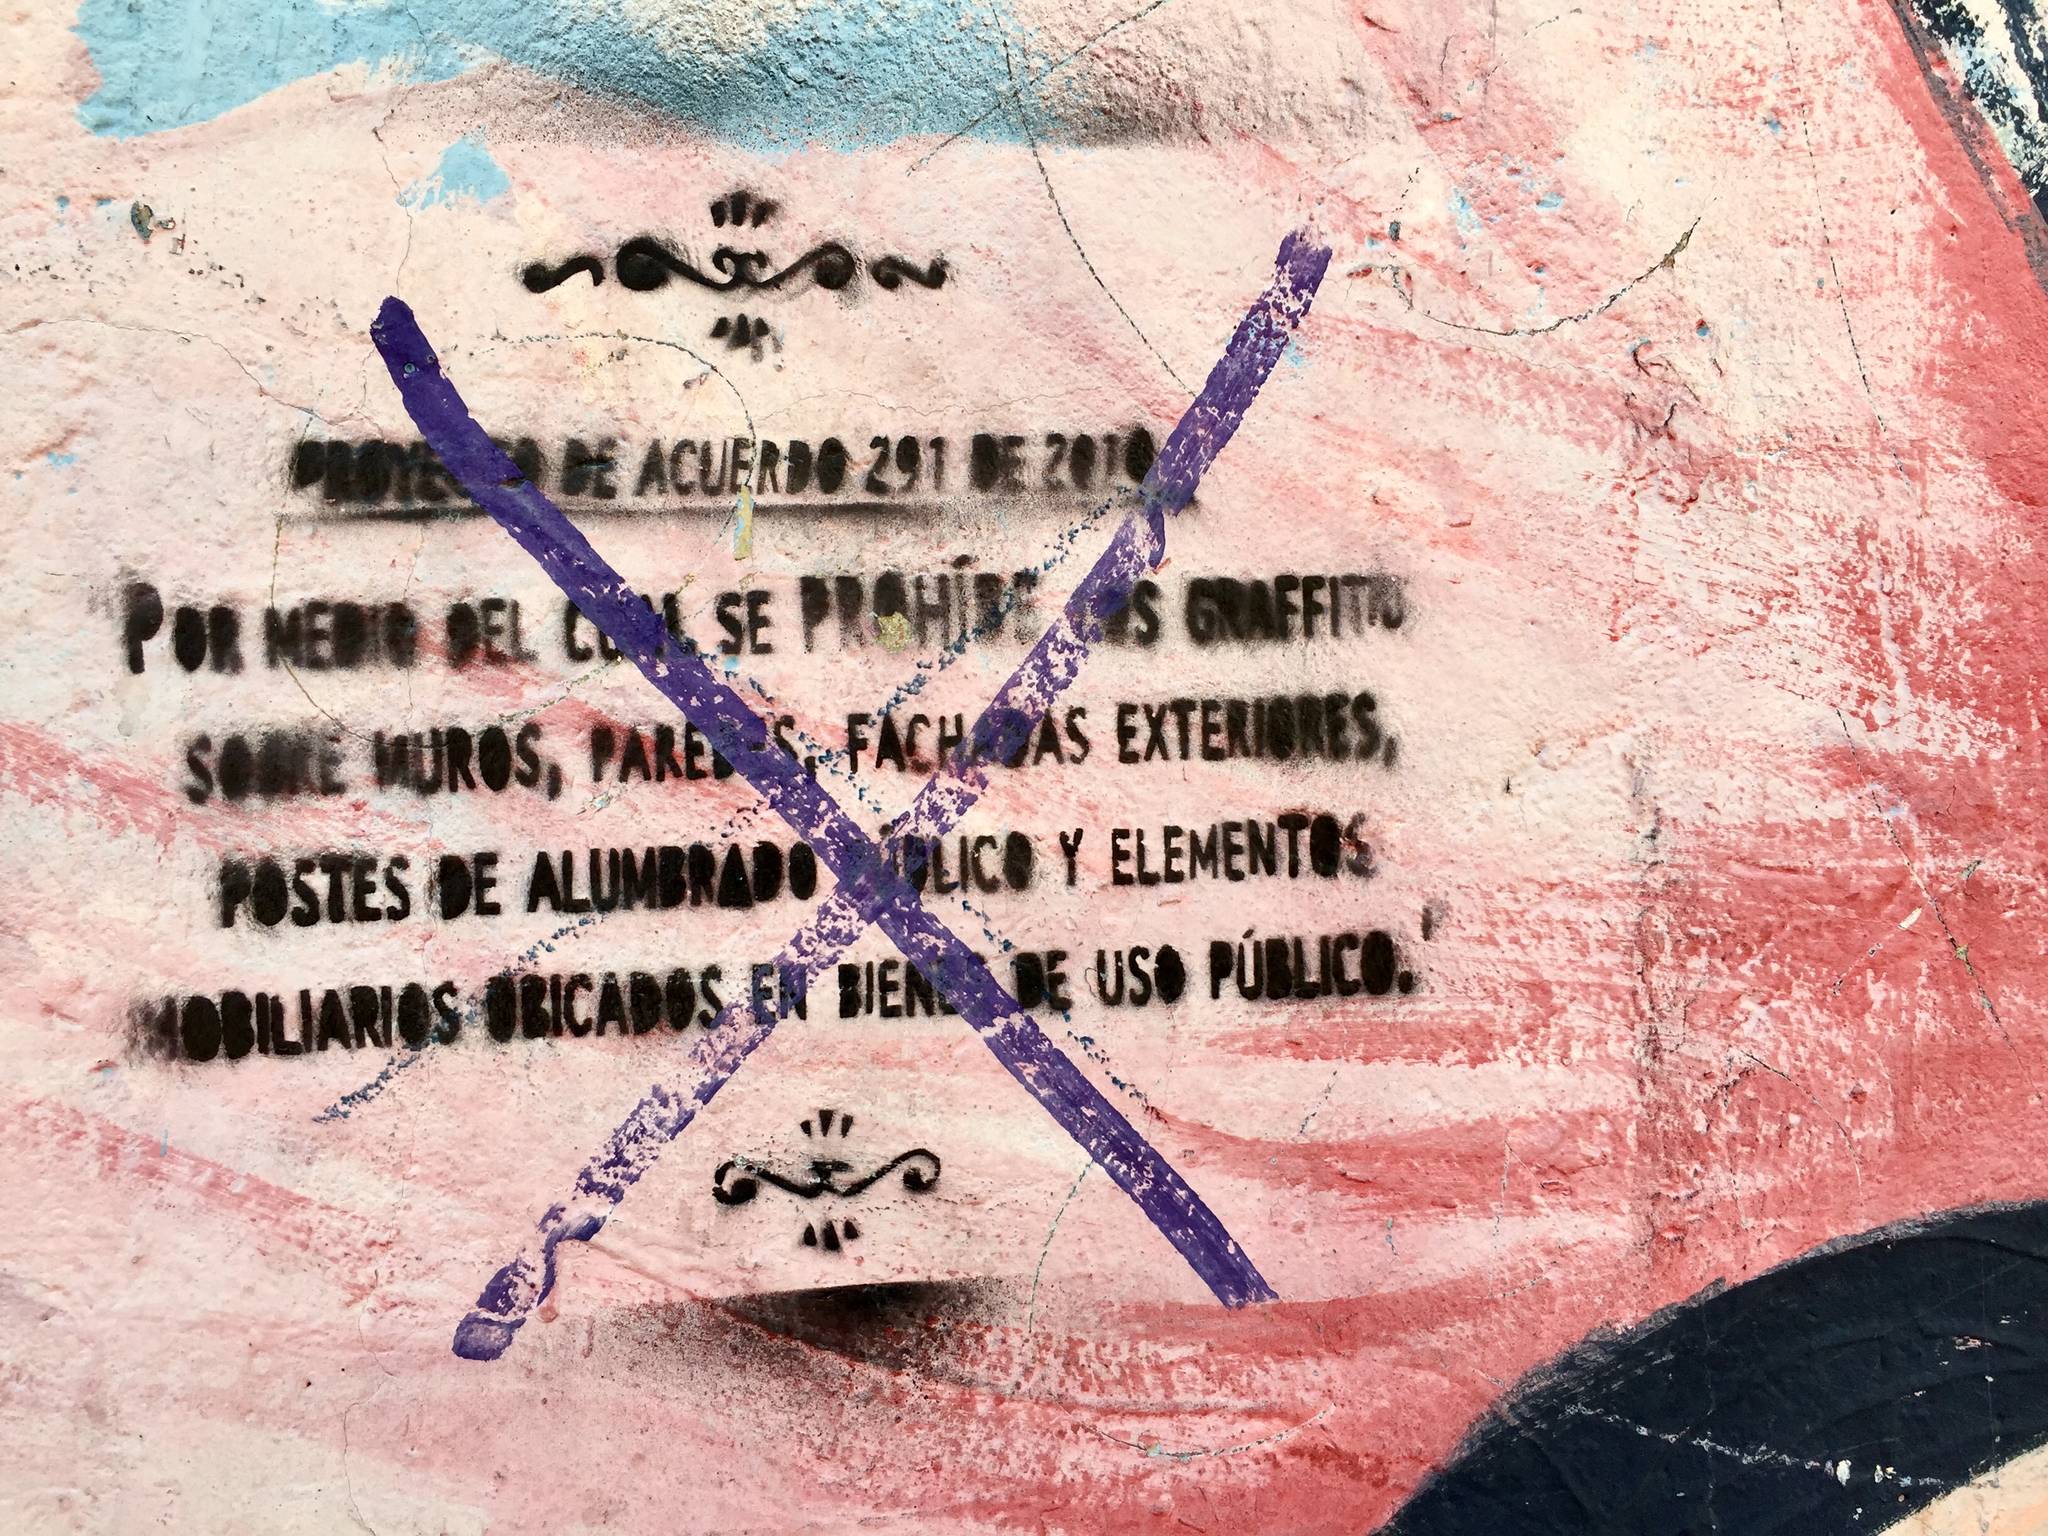 PROYECTO DE ACUERDO 291 DE 2010
POR MEDIO DEL CUAL SE PROHÍBE LOS GRAFFITIS
SOBRE MUROS, PAREDES, FACHADAS EXTERIORES,
POSTES DE ALUMBRADO PÚBLICO Y ELEMENTOS
MOBILIARIOS UBICADOS EN BIENES DE USO PÚBLICO.'